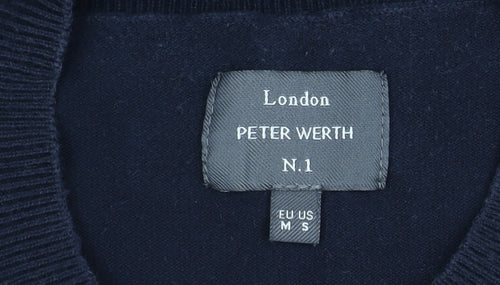 London
PETER WERTH
N.1
EU US
M S